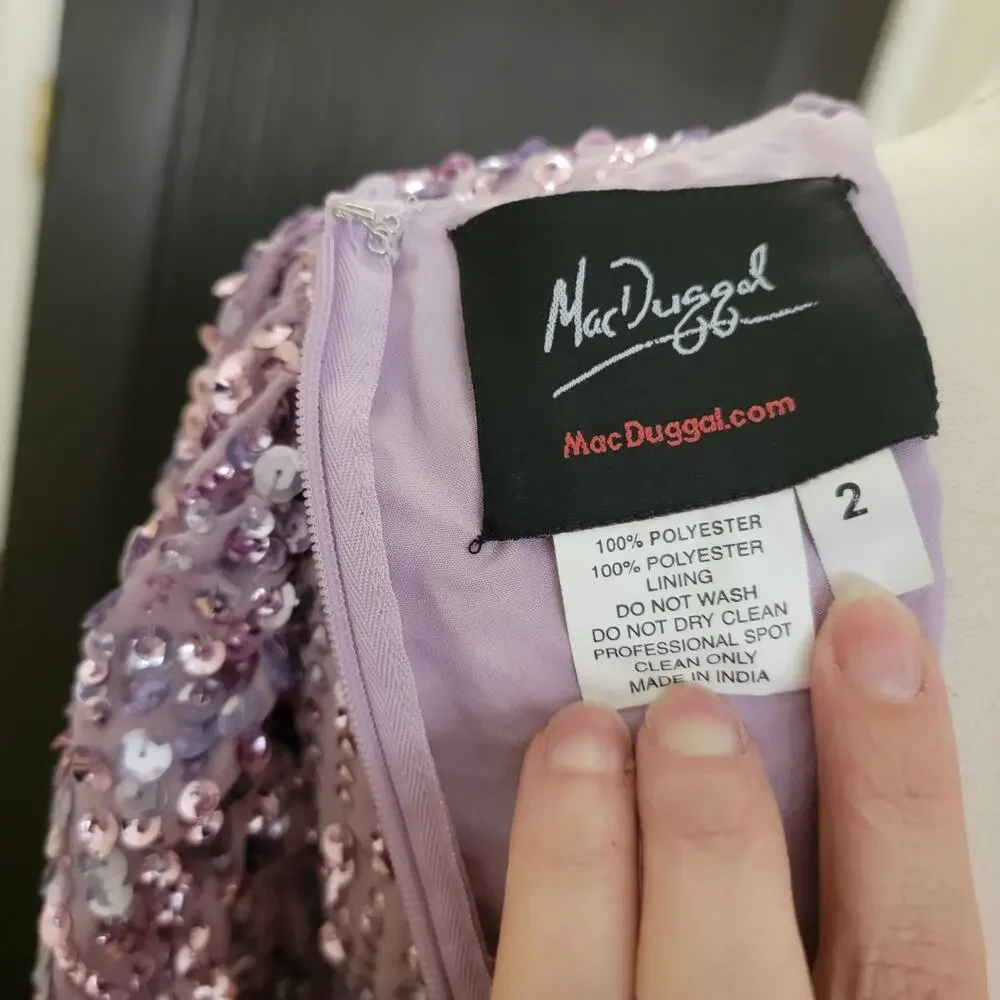 MacDuggal
MacDuggal.com
2
100% POLYESTER
100% POLYESTER
LINING
DO NOT WASH
DO NOT DRY CLEAN
PROFESSIONAL SPOT
CLEAN ONLY
MADE IN INDIA